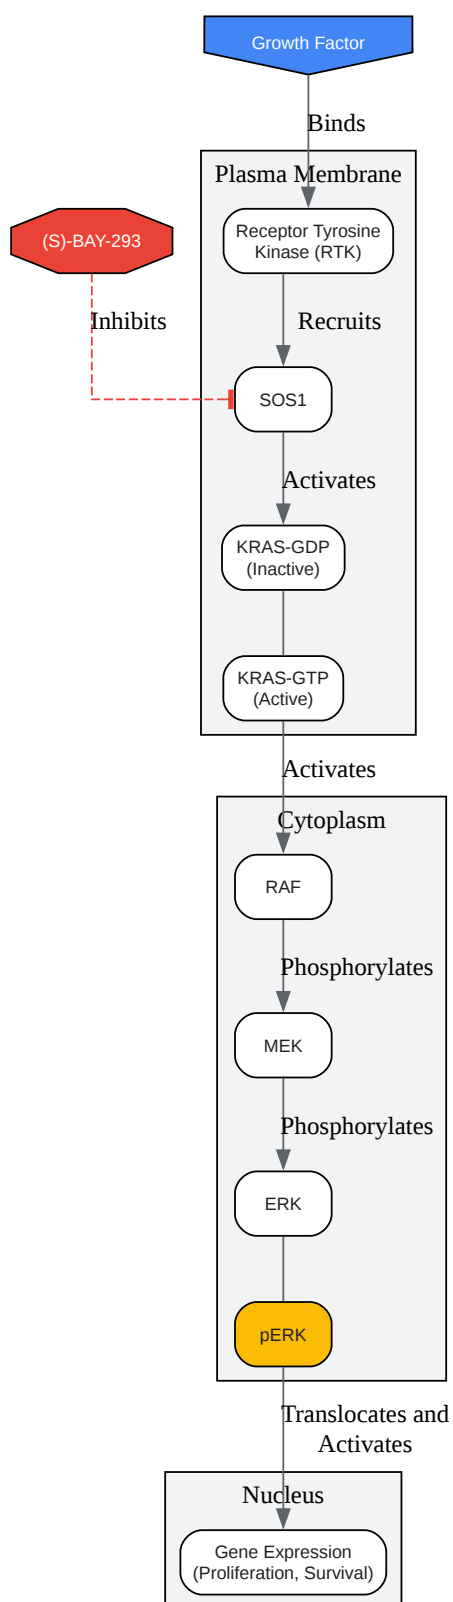 Growth Factor
Binds
Plasma Membrane
Receptor Tyrosine
Kinase (RTK)
(S)-BAY-293
Inhibits
Recruits
SOS1
Activates
KRAS-GDP
(Inactive)
KRAS-GTP
(Active)
Activates
Cytoplasm
RAF
Phosphorylates
MEK
Phosphorylates
ERK
pERK
Translocates and
Activates
Nucleus
Gene Expression
(Proliferation, Survival)